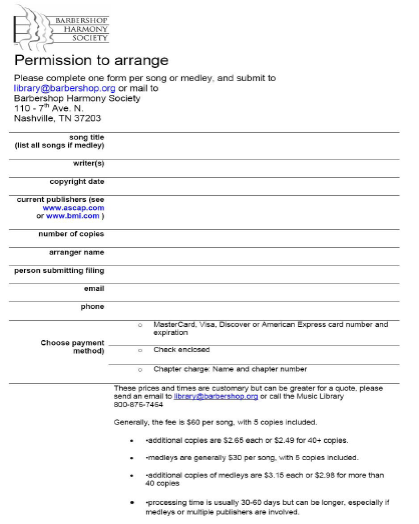 BARBERSHOP
HARMONY
SOCIETY
Permission to arrange
Please complete one form per song or medley, and submit to
library@barbershop.org or mail to
Barbershop Harmony Society
110 - 7th Ave. N.
Nashville, TN 37203
song title
(list all songs if medley)
writer(s)
copyright date
current publishers (see
www.ascap.com
or www.bmi.com )
number of copies
arranger name
person submitting filing
email
phone
Choose payment
method)
o MasterCard, Visa, Discover or American Express card number and
expiration
o Check enclosed
o Chapter charge: Name and chapter number
These prices and times are customary but can be greater for a quote, please
send an email to library@barbershop.org or call the Music Library
800-876-7464
Generally, the fee is $60 per song, with 5 copies included.
• -additional copies are $2.65 each or $2.49 for 40+ copies.
• -medleys are generally $30 per song, with 5 copies included.
• -additional copies of medleys are $3.15 each or $2.98 for more than
40 copies
• -processing time is usually 30-60 days but can be longer, especially if
medleys or multiple publishers are involved.